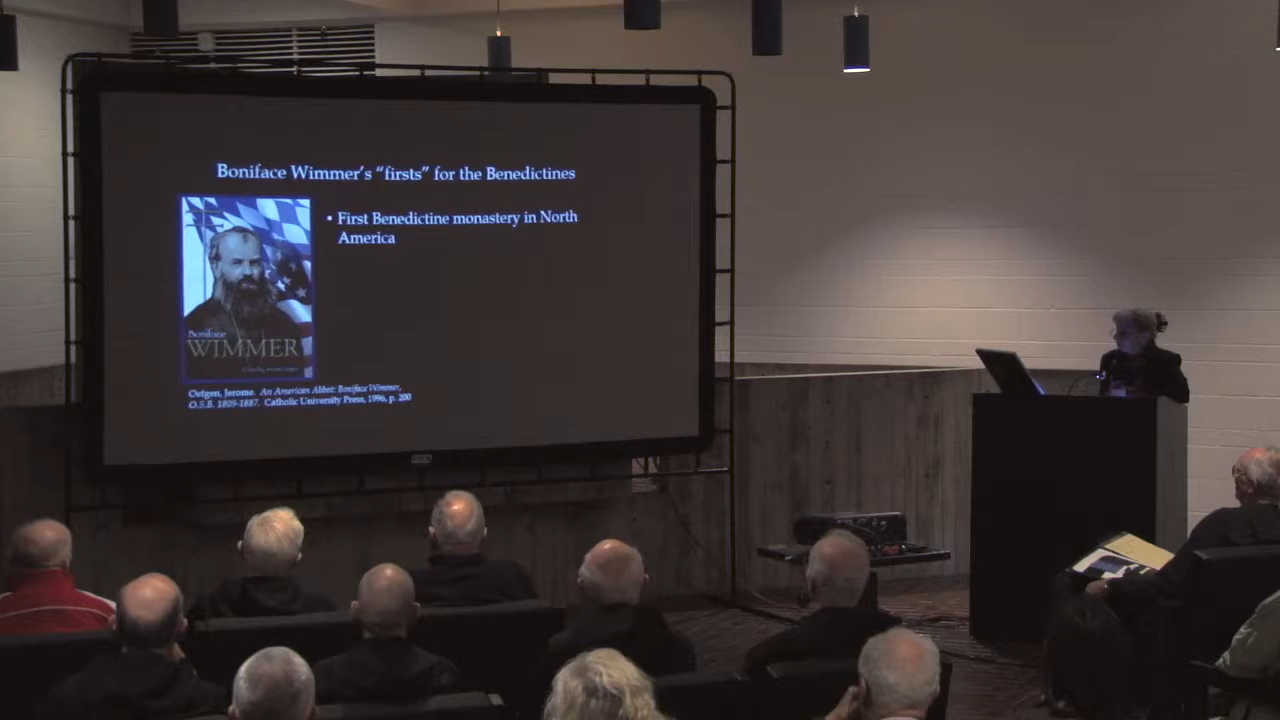 Boniface Wimmer's “firsts” for the Benedictines
• First Benedictine monastery in North
America
Boniface
WIMMER
Oetgen, Jerome. An American Abbot: Boniface Wimmer,
O.S.B. 1809-1887. Catholic University Press, 1996, p. 200